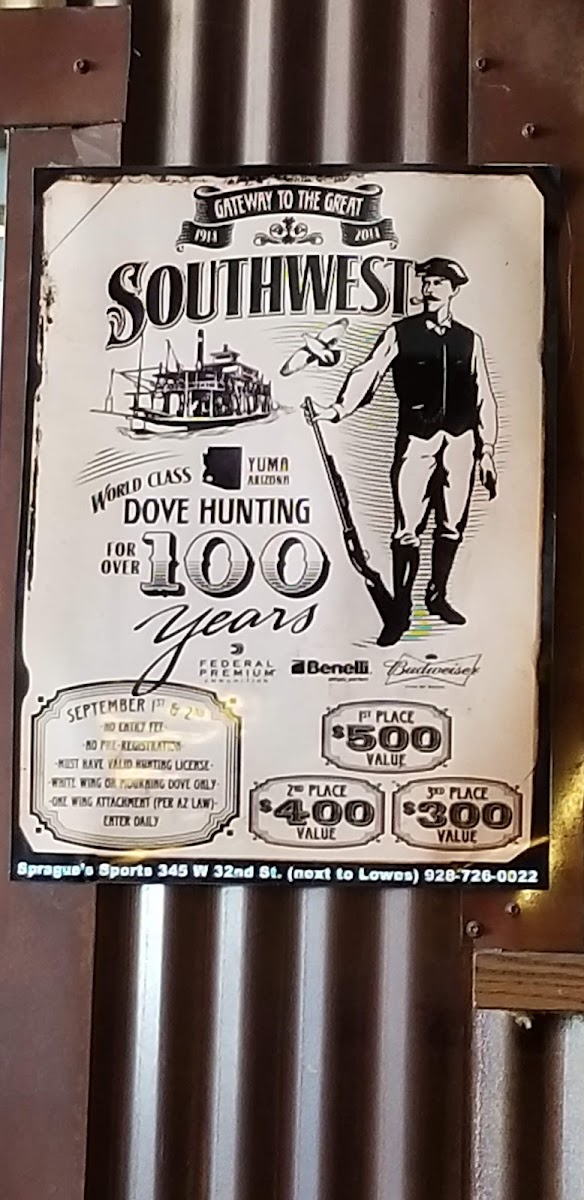 GATEWAY TO THE GREAT
1914 2014
SOUTHWEST
WORLD CLASS
YUMA
ARIZONA
DOVE HUNTING
FOR OVER 100
Years
FEDERAL PREMIUM
AMMUNITION
Benelli
Budweiser
SEPTEMBER 1ST & 2ND
·NO ENTRY FEE·
·NO PRE-REGISTRATION·
·MUST HAVE VALID HUNTING LICENSE·
·WHITE WING OR MOURNING DOVE ONLY·
·ONE WING ATTACHMENT (PER AZ LAW)·
ENTER DAILY
1ST PLACE
$500
VALUE
2ND PLACE
$400
VALUE
3RD PLACE
$300
VALUE
Sprague's Sports 345 W 32nd St. (next to Lowes) 928-726-0022